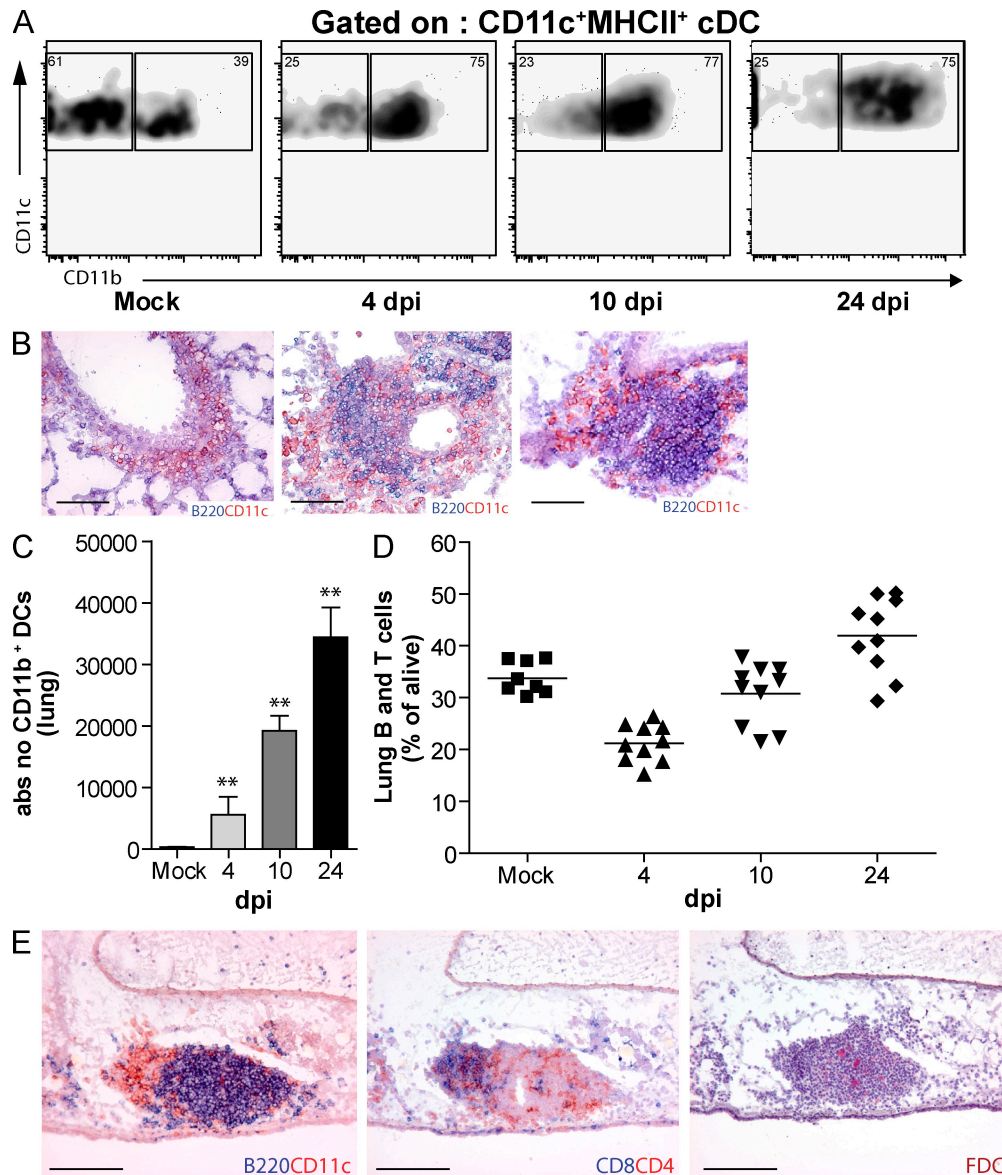 A
Gated on : CD11c+MHCII+ cDC
61 39
25 75
23 77
25 75
CD11c
CD11b
Mock 4 dpi 10 dpi 24 dpi
B
B220CD11c B220CD11c B220CD11c
C
50000
40000
30000
20000
10000
0
abs no CD11b+ DCs
(lung)
** ** **
Mock 4 10 24
dpi
D
60
50
40
30
20
10
0
Lung B and T cells
(% of alive)
Mock 4 10 24
dpi
E
B220CD11c CD8CD4 FDC